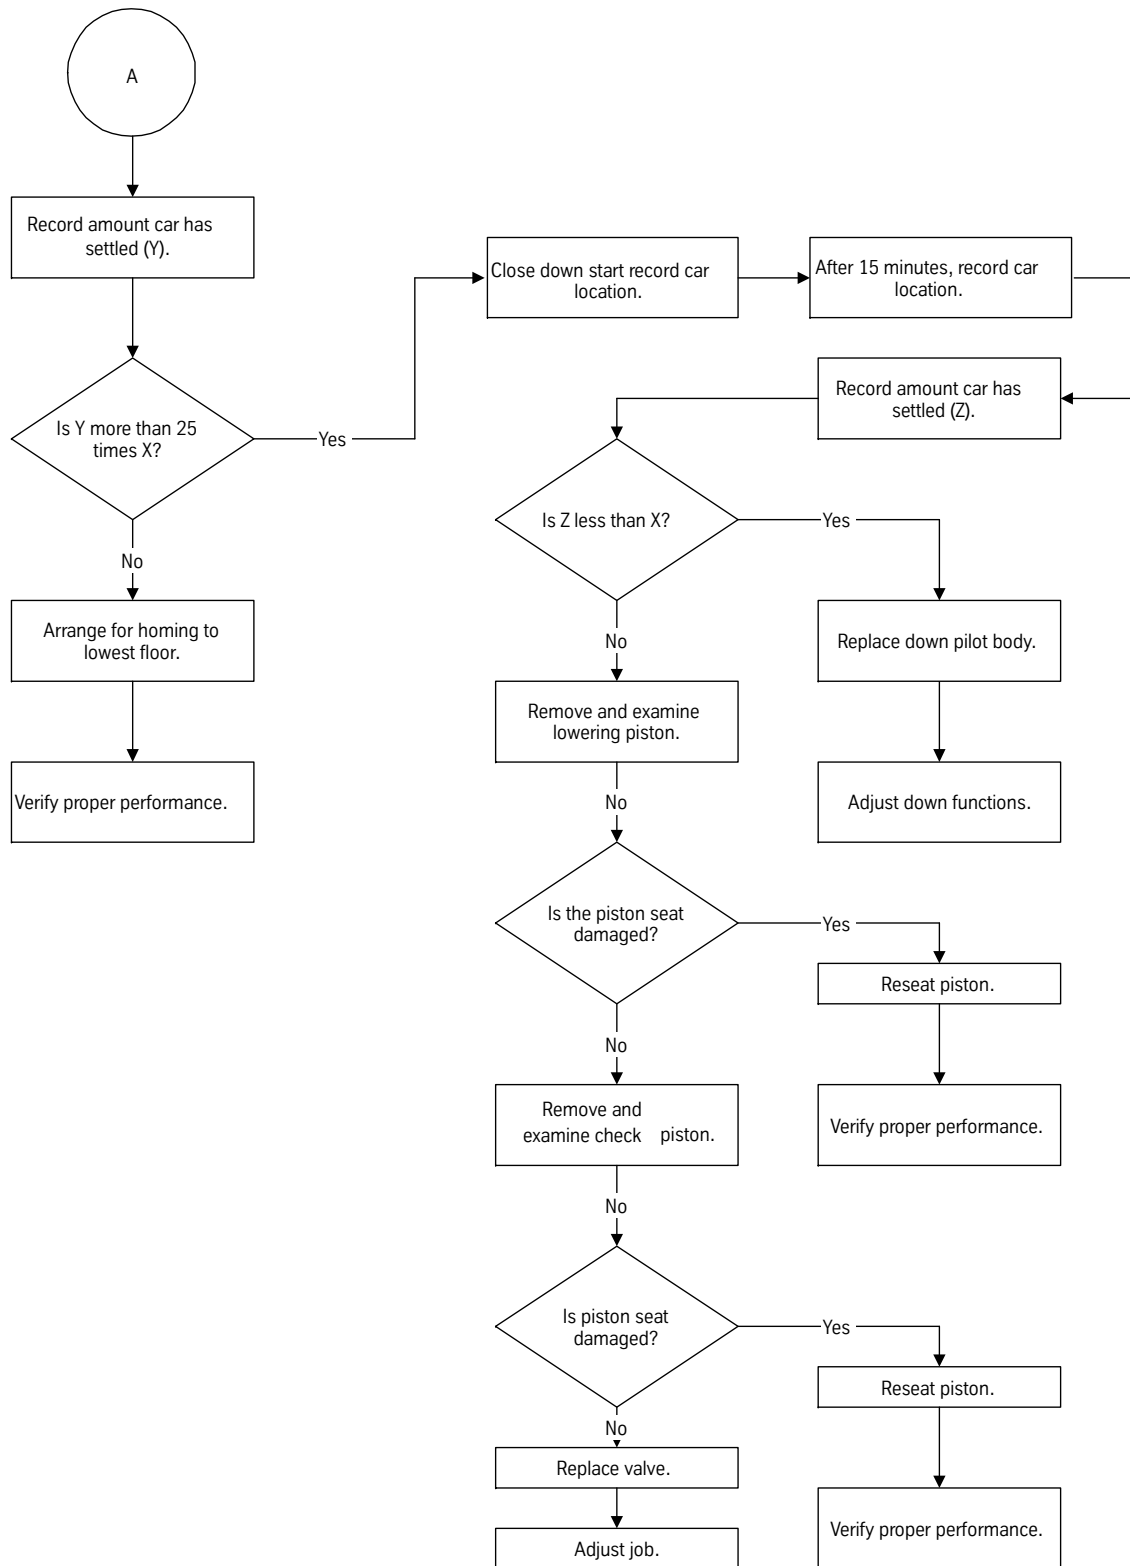 A
Record amount car has
settled (Y).
Is Y more than 25
times X?
Yes
No
Arrange for homing to
lowest floor.
Verify proper performance.
Close down start record car
location.
After 15 minutes, record car
location.
Record amount car has
settled (Z).
Is Z less than X?
Yes
Replace down pilot body.
Adjust down functions.
No
Remove and examine
lowering piston.
No
Is the piston seat
damaged?
Yes
Reseat piston.
Verify proper performance.
No
Remove and
examine check piston.
No
Is piston seat
damaged?
Yes
Reseat piston.
Verify proper performance.
No
Replace valve.
Adjust job.